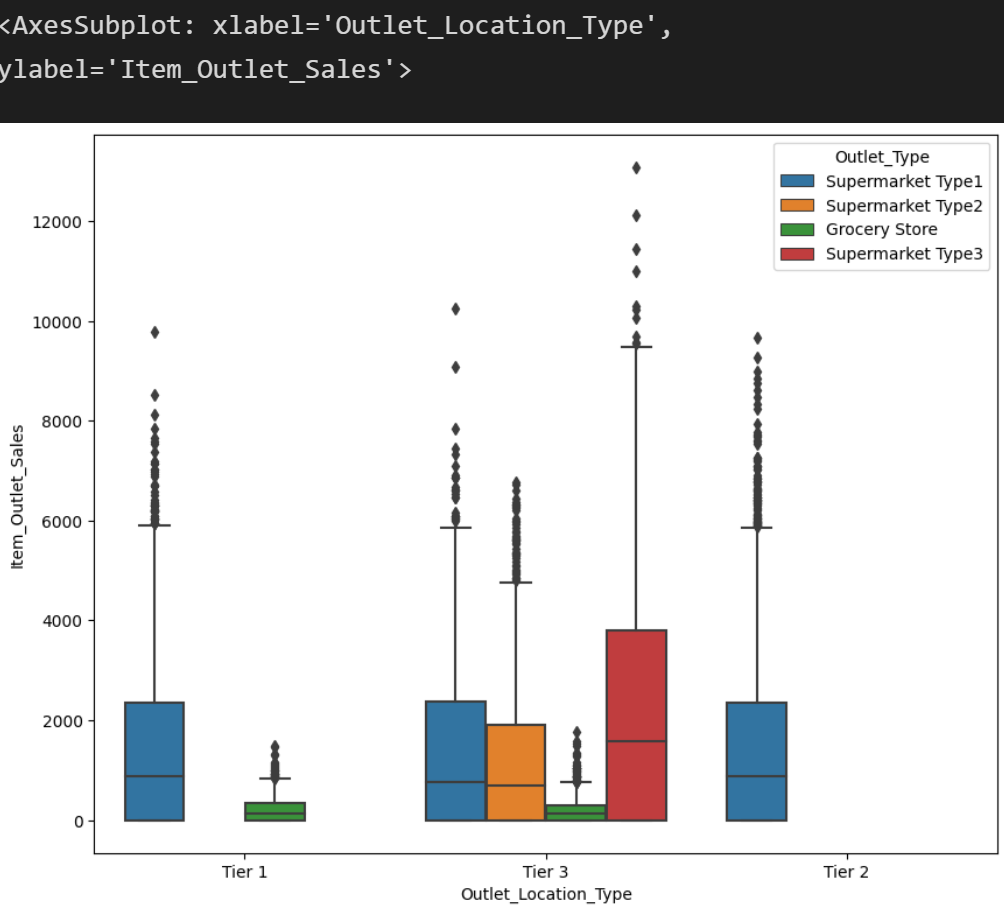 <AxesSubplot: xlabel='Outlet_Location_Type',
ylabel='Item_Outlet_Sales'>
Outlet_Type
Supermarket Type1
Supermarket Type2
Grocery Store
Supermarket Type3
Item_Outlet_Sales
12000
10000
8000
6000
4000
2000
0
Tier 1 Tier 3 Tier 2
Outlet_Location_Type